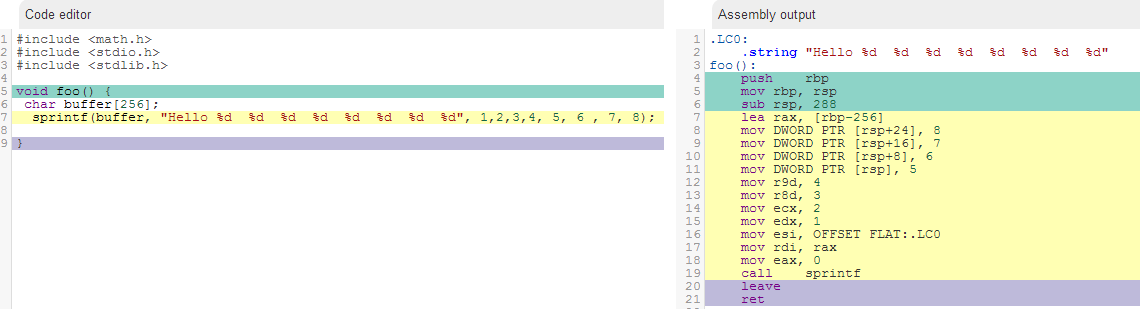 Code editor
1 #include <math.h>
2 #include <stdio.h>
3 #include <stdlib.h>
4
5 void foo() {
6 char buffer[256];
7 sprintf(buffer, "Hello %d  %d  %d  %d  %d  %d  %d  %d", 1,2,3,4, 5, 6 , 7, 8);
8
9 }
Assembly output
1 .LC0:
2 .string "Hello %d  %d  %d  %d  %d  %d  %d  %d"
3 foo():
4 push    rbp
5 mov rbp, rsp
6 sub rsp, 288
7 lea rax, [rbp-256]
8 mov DWORD PTR [rsp+24], 8
9 mov DWORD PTR [rsp+16], 7
10 mov DWORD PTR [rsp+8], 6
11 mov DWORD PTR [rsp], 5
12 mov r9d, 4
13 mov r8d, 3
14 mov ecx, 2
15 mov edx, 1
16 mov esi, OFFSET FLAT:.LC0
17 mov rdi, rax
18 mov eax, 0
19 call    sprintf
20 leave
21 ret